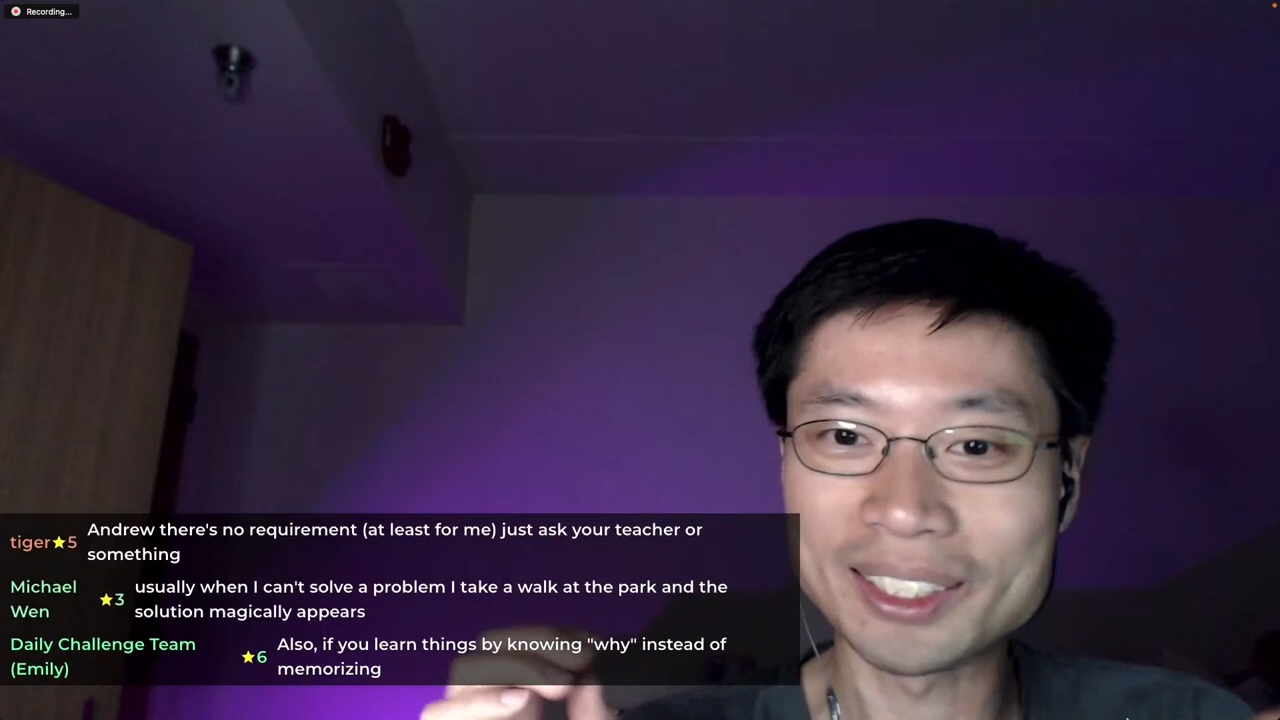 Recording...
Andrew there's no requirement (at least for me) just ask your teacher or
tiger⭐5
something
Michael
usually when I can't solve a problem I take a walk at the park and the
⭐3
Wen
solution magically appears
Daily Challenge Team
Also, if you learn things by knowing "why" instead of
⭐6
(Emily)
memorizing